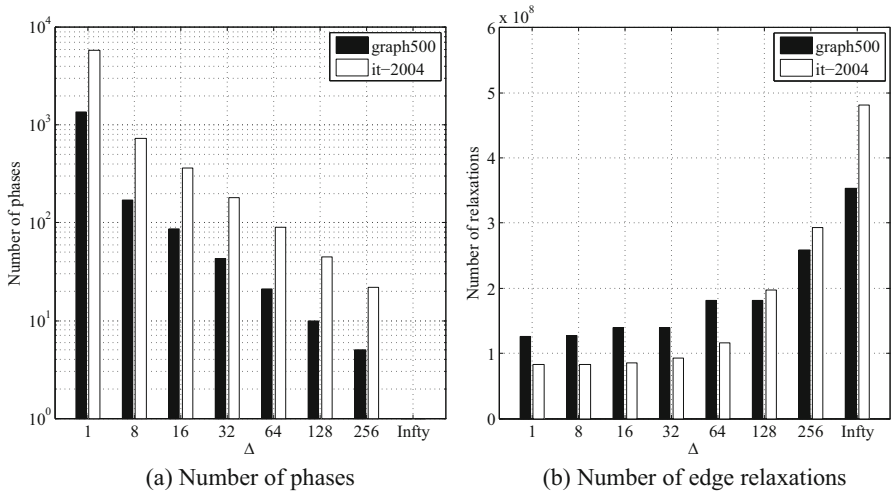 10^4
10^3
10^2
10^1
10^0
Number of phases
graph500
it−2004
1 8 16 32 64 128 256 Infty
Δ
(a) Number of phases
x 10^8
6
5
4
3
2
1
0
Number of relaxations
graph500
it−2004
1 8 16 32 64 128 256 Infty
Δ
(b) Number of edge relaxations